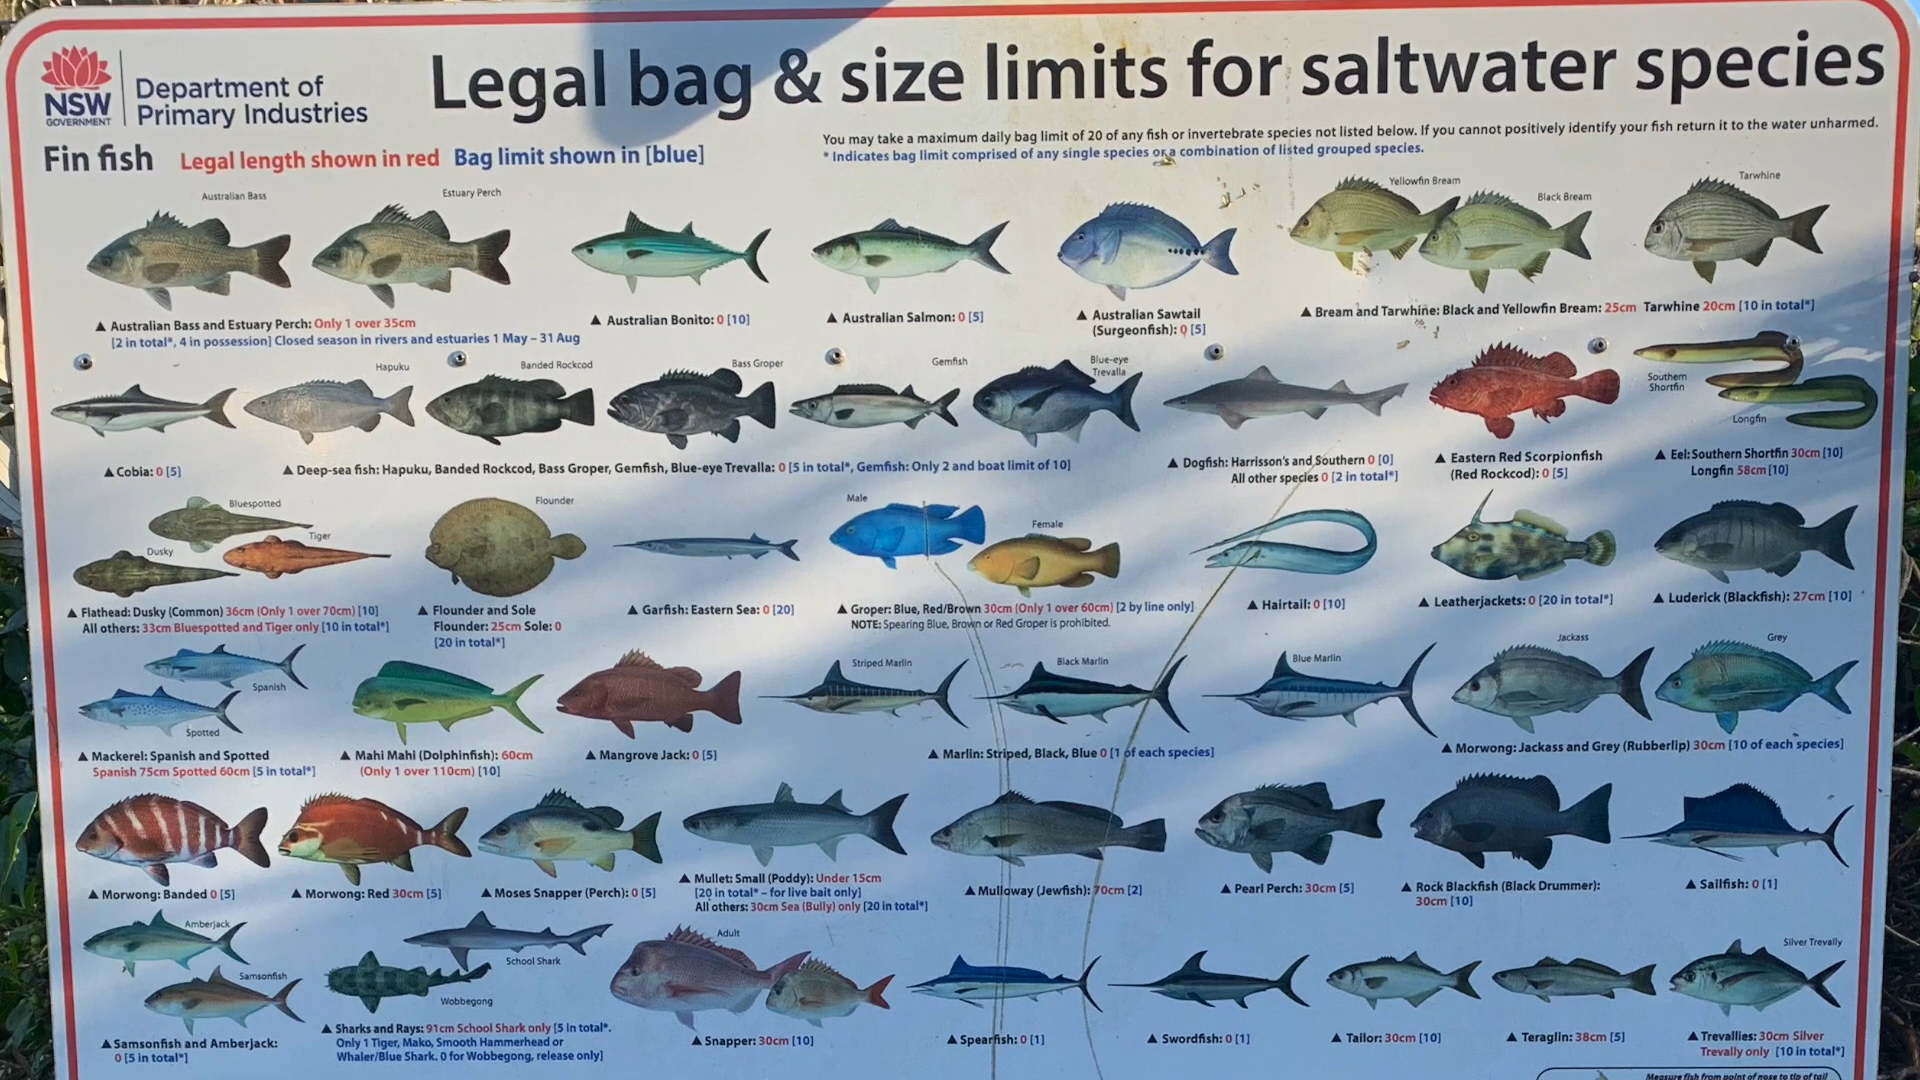 NSW
GOVERNMENT
Department of
Primary Industries
Legal bag & size limits for saltwater species
Fin fish Legal length shown in red Bag limit shown in [blue]
You may take a maximum daily bag limit of 20 of any fish or invertebrate species not listed below. If you cannot positively identify your fish return it to the water unharmed.
* Indicates bag limit comprised of any single species or a combination of listed grouped species.
Australian Bass
Estuary Perch
Yellowfin Bream
Black Bream
Tarwhine
▲ Australian Bass and Estuary Perch: Only 1 over 35cm
[2 in total*, 4 in possession] Closed season in rivers and estuaries 1 May – 31 Aug
▲ Australian Bonito: 0 [10]
▲ Australian Salmon: 0 [5]
▲ Australian Sawtail
(Surgeonfish): 0 [5]
▲ Bream and Tarwhine: Black and Yellowfin Bream: 25cm Tarwhine 20cm [10 in total*]
Hapuku
Banded Rockcod
Bass Groper
Gemfish
Blue-eye
Trevalla
Southern
Shortfin
Longfin
▲ Cobia: 0 [5]
▲ Deep-sea fish: Hapuku, Banded Rockcod, Bass Groper, Gemfish, Blue-eye Trevalla: 0 [5 in total*, Gemfish: Only 2 and boat limit of 10]
▲ Dogfish: Harrisson's and Southern 0 [0]
All other species 0 [2 in total*]
▲ Eastern Red Scorpionfish
(Red Rockcod): 0 [5]
▲ Eel: Southern Shortfin 30cm [10]
Longfin 58cm [10]
Bluespotted
Tiger
Dusky
Flounder
Male
Female
▲ Flathead: Dusky (Common) 36cm (Only 1 over 70cm) [10]
All others: 33cm Bluespotted and Tiger only [10 in total*]
▲ Flounder and Sole
Flounder: 25cm Sole: 0
[20 in total*]
▲ Garfish: Eastern Sea: 0 [20]
▲ Groper: Blue, Red/Brown 30cm (Only 1 over 60cm) [2 by line only]
NOTE: Spearing Blue, Brown or Red Groper is prohibited.
▲ Hairtail: 0 [10]
▲ Leatherjackets: 0 [20 in total*]
▲ Luderick (Blackfish): 27cm [10]
Spanish
Spotted
Striped Marlin
Black Marlin
Blue Marlin
Jackass
Grey
▲ Mackerel: Spanish and Spotted
Spanish 75cm Spotted 60cm [5 in total*]
▲ Mahi Mahi (Dolphinfish): 60cm
(Only 1 over 110cm) [10]
▲ Mangrove Jack: 0 [5]
▲ Marlin: Striped, Black, Blue 0 [1 of each species]
▲ Morwong: Jackass and Grey (Rubberlip) 30cm [10 of each species]
▲ Morwong: Banded 0 [5]
▲ Morwong: Red 30cm [5]
▲ Moses Snapper (Perch): 0 [5]
▲ Mullet: Small (Poddy): Under 15cm
[20 in total* – for live bait only]
All others: 30cm Sea (Bully) only [20 in total*]
▲ Mulloway (Jewfish): 70cm [2]
▲ Pearl Perch: 30cm [5]
▲ Rock Blackfish (Black Drummer):
30cm [10]
▲ Sailfish: 0 [1]
Amberjack
Samsonfish
School Shark
Wobbegong
Adult
Silver Trevally
▲ Samsonfish and Amberjack:
0 [5 in total*]
▲ Sharks and Rays: 91cm School Shark only [5 in total*.
Only 1 Tiger, Mako, Smooth Hammerhead or
Whaler/Blue Shark. 0 for Wobbegong, release only]
▲ Snapper: 30cm [10]
▲ Spearfish: 0 [1]
▲ Swordfish: 0 [1]
▲ Tailor: 30cm [10]
▲ Teraglin: 38cm [5]
▲ Trevallies: 30cm Silver
Trevally only [10 in total*]
Measure fish from point of nose to tip of tail